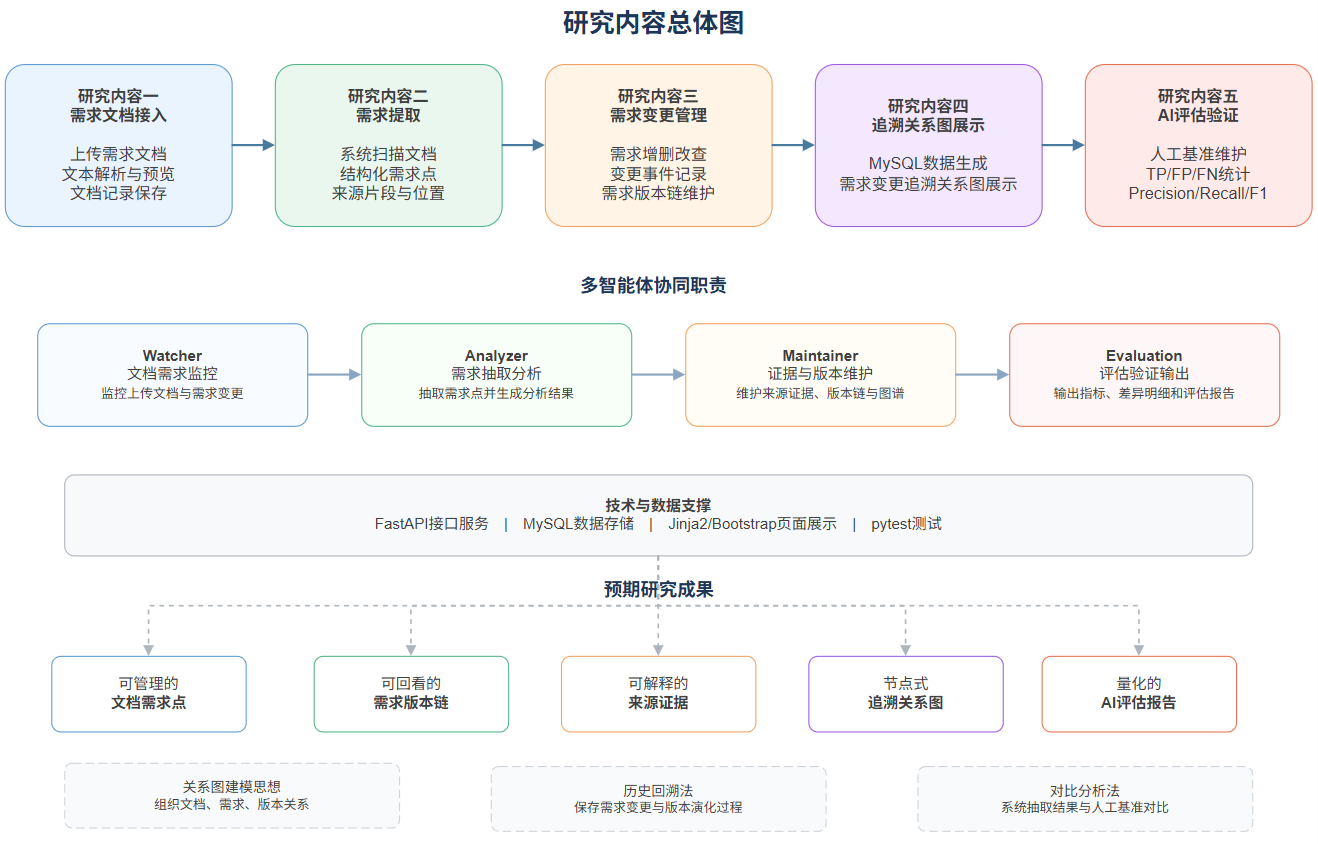 研究内容总体图
研究内容一
需求文档接入
上传需求文档
文本解析与预览
文档记录保存
研究内容二
需求提取
系统扫描文档
结构化需求点
来源片段与位置
研究内容三
需求变更管理
需求增删改查
变更事件记录
需求版本链维护
研究内容四
追溯关系图展示
MySQL数据生成
需求变更追溯关系图展示
研究内容五
AI评估验证
人工基准维护
TP/FP/FN统计
Precision/Recall/F1
多智能体协同职责
Watcher
文档需求监控
监控上传文档与需求变更
Analyzer
需求抽取分析
抽取需求点并生成分析结果
Maintainer
证据与版本维护
维护来源证据、版本链与图谱
Evaluation
评估验证输出
输出指标、差异明细和评估报告
技术与数据支撑
FastAPI接口服务 | MySQL数据存储 | Jinja2/Bootstrap页面展示 | pytest测试
预期研究成果
可管理的
文档需求点
可回看的
需求版本链
可解释的
来源证据
节点式
追溯关系图
量化的
AI评估报告
关系图建模思想
组织文档、需求、版本关系
历史回溯法
保存需求变更与版本演化过程
对比分析法
系统抽取结果与人工基准对比